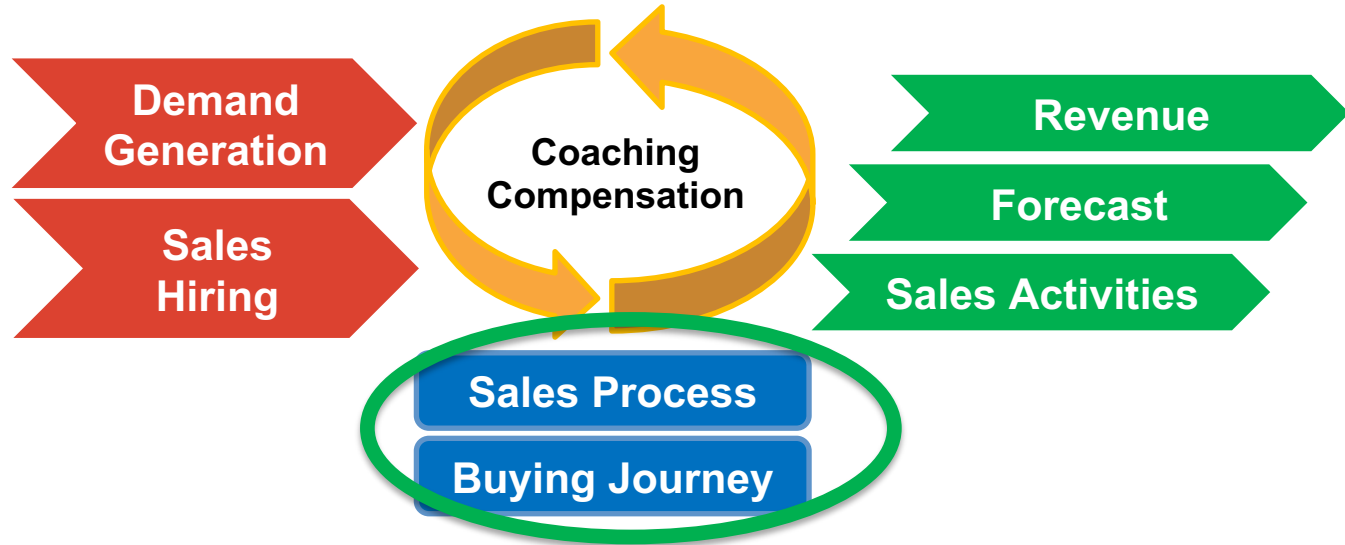 Demand
Generation
Sales
Hiring
Coaching
Compensation
Revenue
Forecast
Sales Activities
Sales Process
Buying Journey